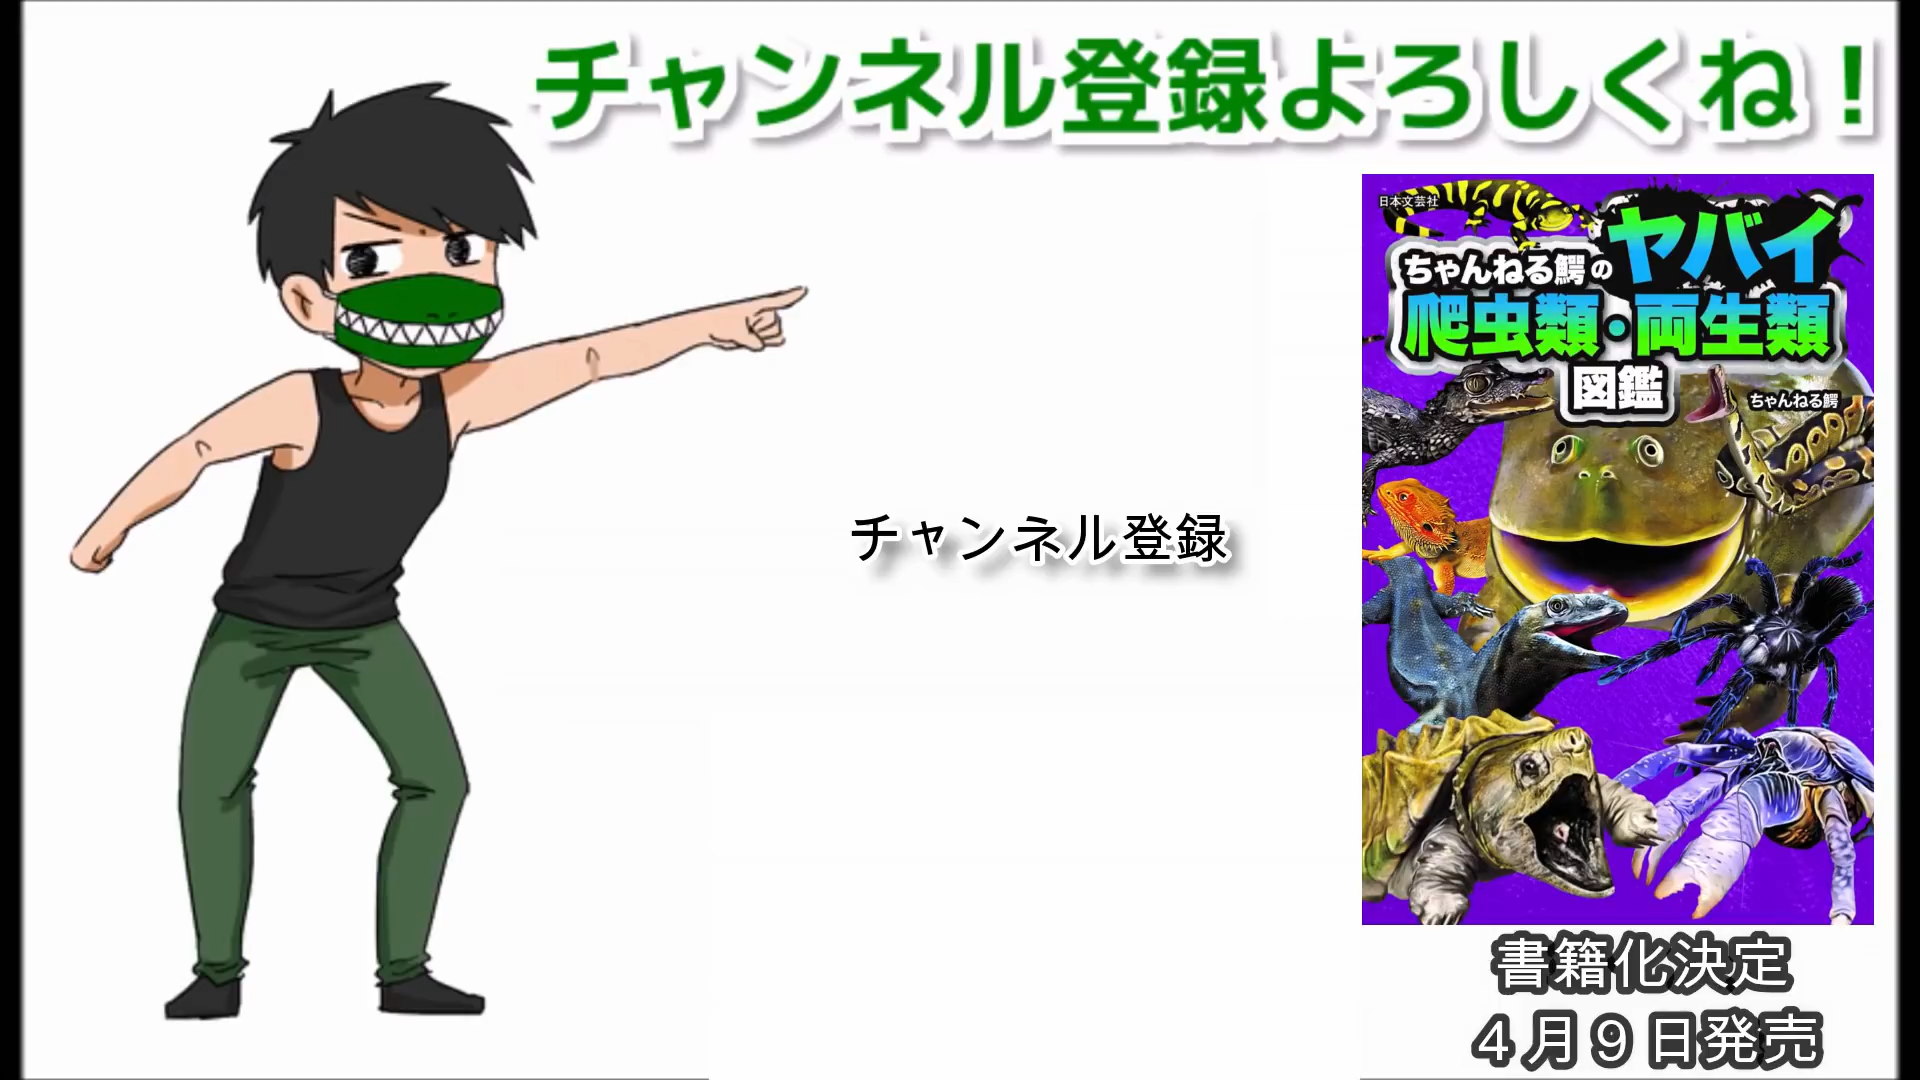 チャンネル登録よろしくね！
日本文芸社
ちゃんねる鰐のヤバイ
爬虫類・両生類
図鑑
ちゃんねる鰐
チャンネル登録
書籍化決定
４月９日発売